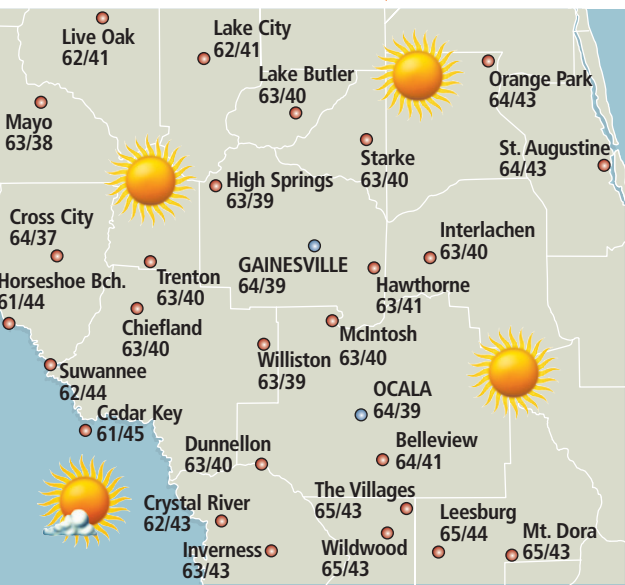 Live Oak
62/41
Lake City
62/41
Lake Butler
63/40
Orange Park
64/43
Mayo
63/38
Starke
63/40
St. Augustine
64/43
High Springs
63/39
Cross City
64/37
Interlachen
63/40
GAINESVILLE
64/39
Trenton
63/40
Hawthorne
63/41
Horseshoe Bch.
61/44
Chiefland
63/40
McIntosh
63/40
Williston
63/39
Suwannee
62/44
OCALA
64/39
Cedar Key
61/45
Dunnellon
63/40
Belleview
64/41
Crystal River
62/43
The Villages
65/43
Leesburg
65/44
Mt. Dora
65/43
Inverness
63/43
Wildwood
65/43